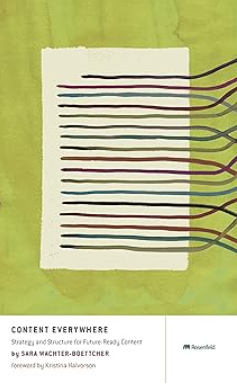 CONTENT EVERYWHERE
Strategy and Structure for Future-Ready Content
by SARA WACHTER-BOETTCHER
foreword by Kristina Halvorson
Rosenfeld